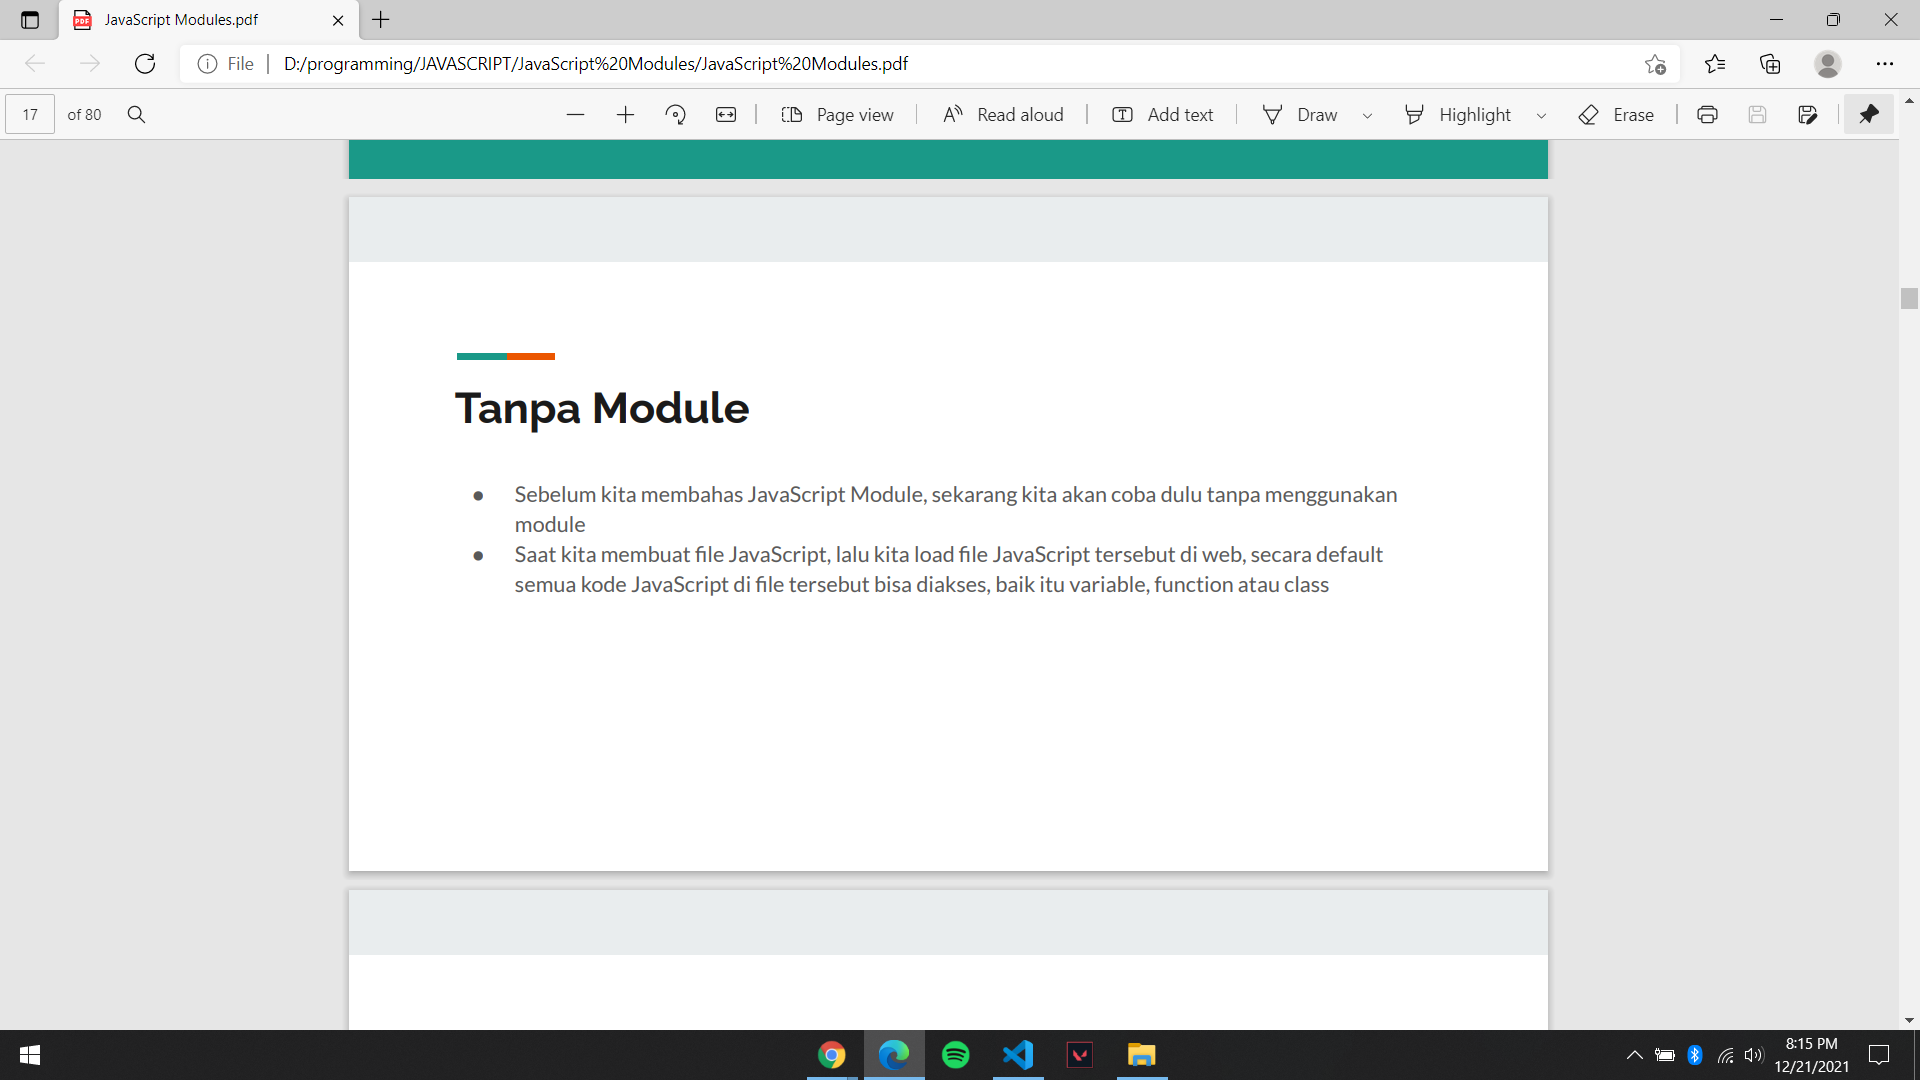 JavaScript Modules.pdf
File
D:/programming/JAVASCRIPT/JavaScript%20Modules/JavaScript%20Modules.pdf
17 of 80
Page view
Read aloud
Add text
Draw
Highlight
Erase
Tanpa Module
● Sebelum kita membahas JavaScript Module, sekarang kita akan coba dulu tanpa menggunakan
module
● Saat kita membuat file JavaScript, lalu kita load file JavaScript tersebut di web, secara default
semua kode JavaScript di file tersebut bisa diakses, baik itu variable, function atau class
8:15 PM
12/21/2021